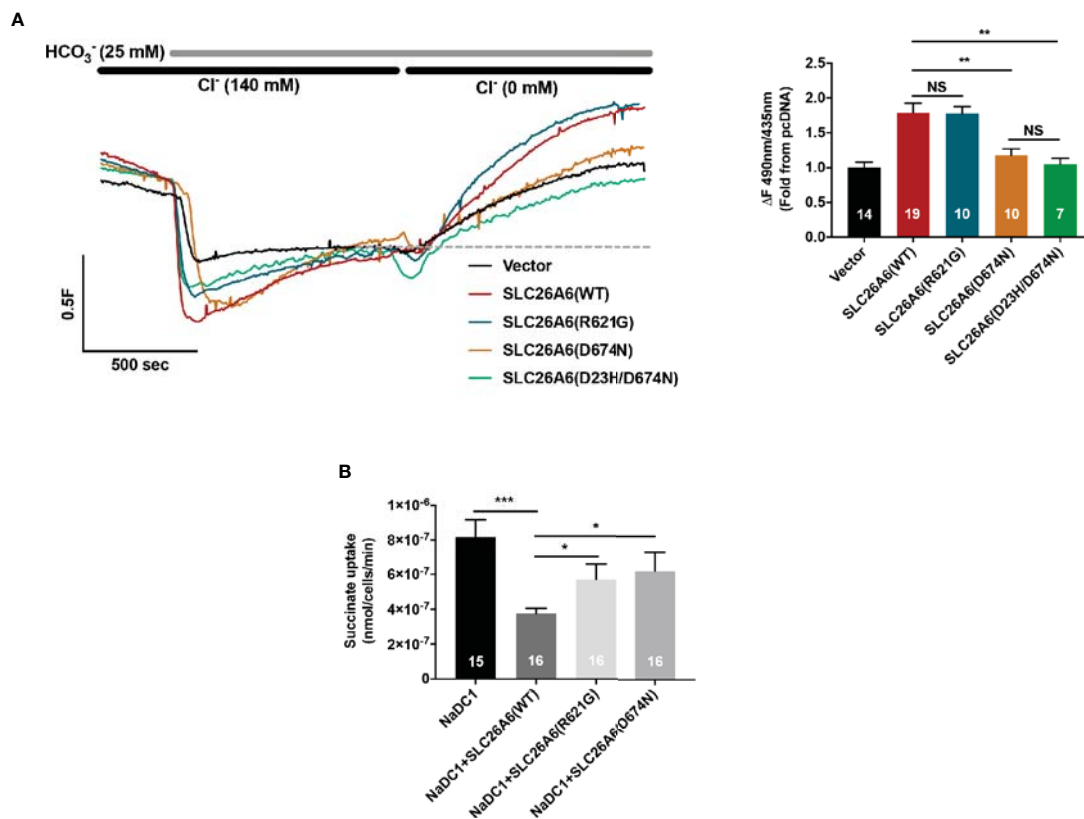 A
HCO3- (25 mM)
Cl- (140 mM)
Cl- (0 mM)
0.5F
500 sec
Vector
SLC26A6(WT)
SLC26A6(R621G)
SLC26A6(D674N)
SLC26A6(D23H/D674N)
ΔF 490nm/435nm
(Fold from pcDNA)
2.5
2.0
1.5
1.0
0.5
0.0
**
**
NS
NS
14
19
10
10
7
Vector
SLC26A6(WT)
SLC26A6(R621G)
SLC26A6(D674N)
SLC26A6(D23H/D674N)
B
Succinate uptake
(nmol/cells/min)
1×10-6
8×10-7
6×10-7
4×10-7
2×10-7
0
***
*
*
15
16
16
16
NaDC1
NaDC1+SLC26A6(WT)
NaDC1+SLC26A6(R621G)
NaDC1+SLC26A6(O674N)